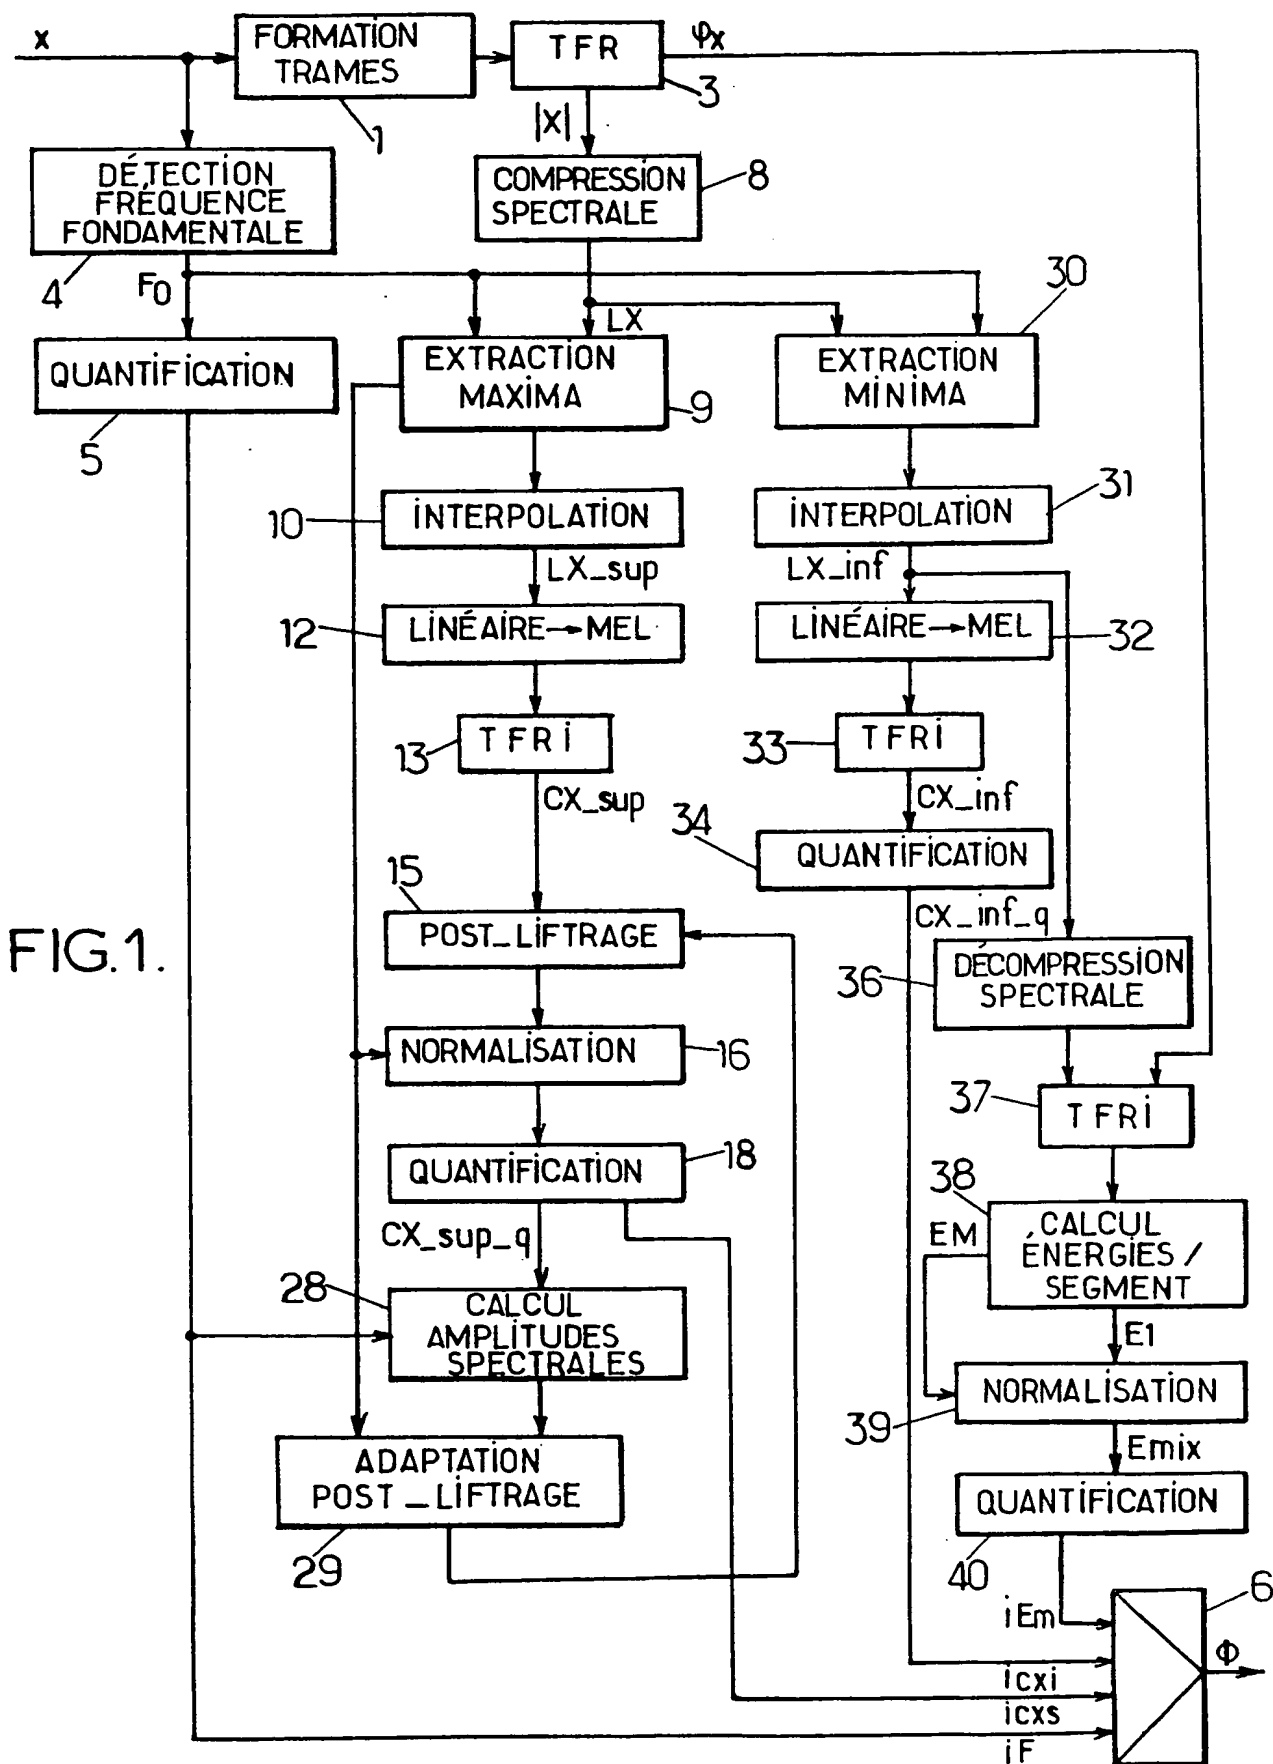 x
FORMATION
TRAMES
1
TFR
3
φx
|X|
DÉTECTION
FRÉQUENCE
FONDAMENTALE
4
F0
COMPRESSION
SPECTRALE
8
30
LX
QUANTIFICATION
5
EXTRACTION
MAXIMA
9
EXTRACTION
MINIMA
10
INTERPOLATION
INTERPOLATION
31
LX_sup
LX_inf
12
LINÉAIRE→MEL
LINÉAIRE→MEL
32
13
TFRI
33
TFRI
CX_sup
CX_inf
34
QUANTIFICATION
CX_inf_q
15
POST_LIFTRAGE
FIG.1.
36
DÉCOMPRESSION
SPECTRALE
NORMALISATION
16
37
TFRI
QUANTIFICATION
18
CX_sup_q
38
EM
CALCUL
ÉNERGIES /
SEGMENT
E1
28
CALCUL
AMPLITUDES
SPECTRALES
39
NORMALISATION
Emix
ADAPTATION
POST_LIFTRAGE
29
QUANTIFICATION
40
6
iEm
icxi
icxs
iF
Φ